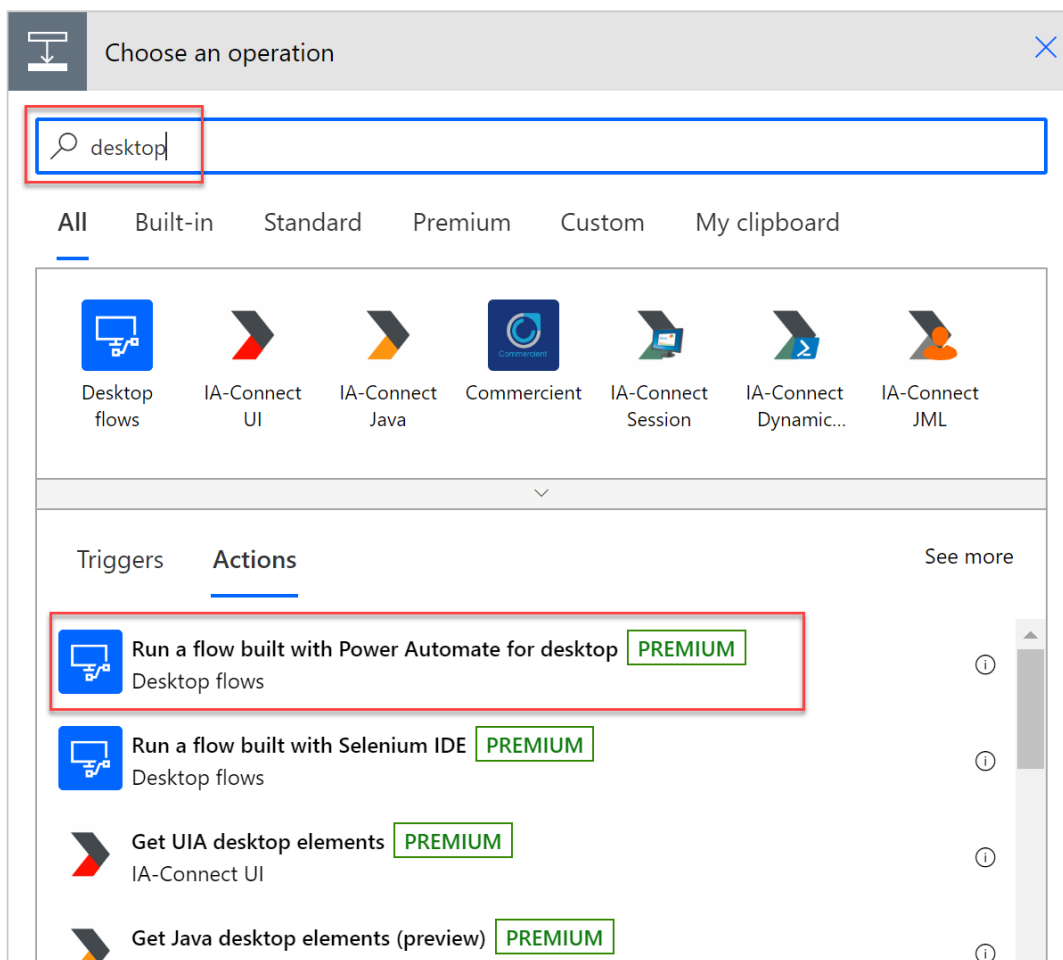 Choose an operation
desktop
All Built-in Standard Premium Custom My clipboard
Commercient
Desktop flows
IA-Connect UI
IA-Connect Java
Commercient
IA-Connect Session
IA-Connect Dynamic...
IA-Connect JML
Triggers Actions See more
Run a flow built with Power Automate for desktop PREMIUM
Desktop flows
Run a flow built with Selenium IDE PREMIUM
Desktop flows
Get UIA desktop elements PREMIUM
IA-Connect UI
Get Java desktop elements (preview) PREMIUM